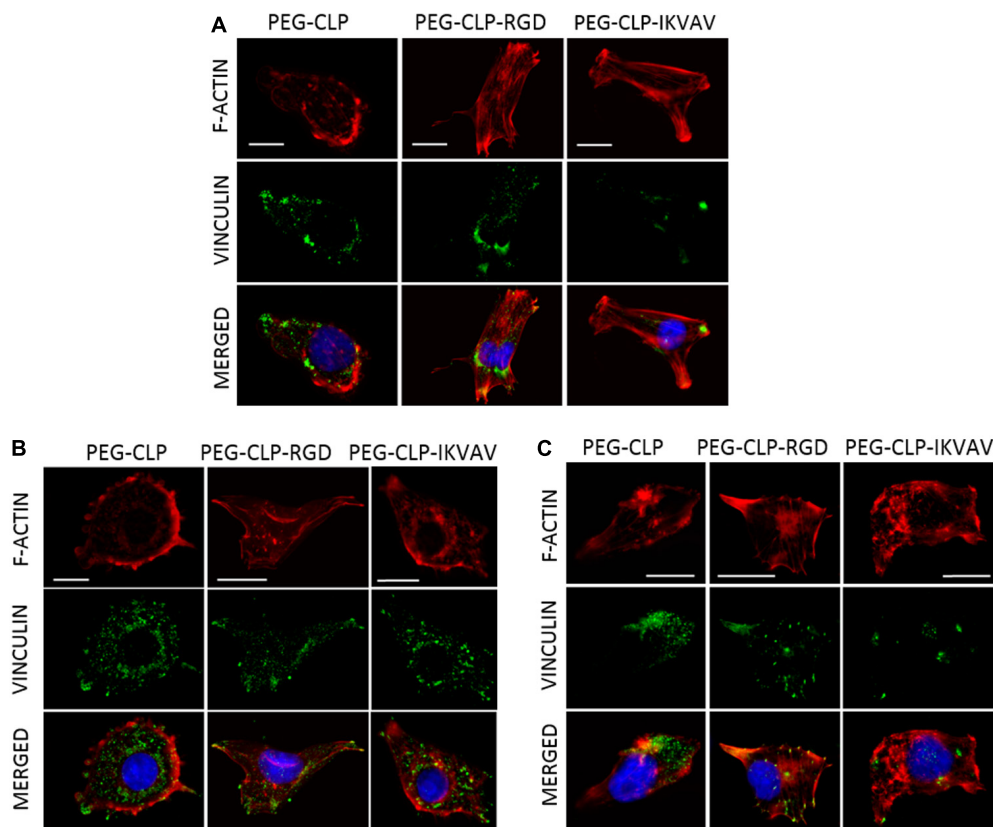 A
PEG-CLP PEG-CLP-RGD PEG-CLP-IKVAV
F-ACTIN
VINCULIN
MERGED
B
PEG-CLP PEG-CLP-RGD PEG-CLP-IKVAV
F-ACTIN
VINCULIN
MERGED
C
PEG-CLP PEG-CLP-RGD PEG-CLP-IKVAV
F-ACTIN
VINCULIN
MERGED